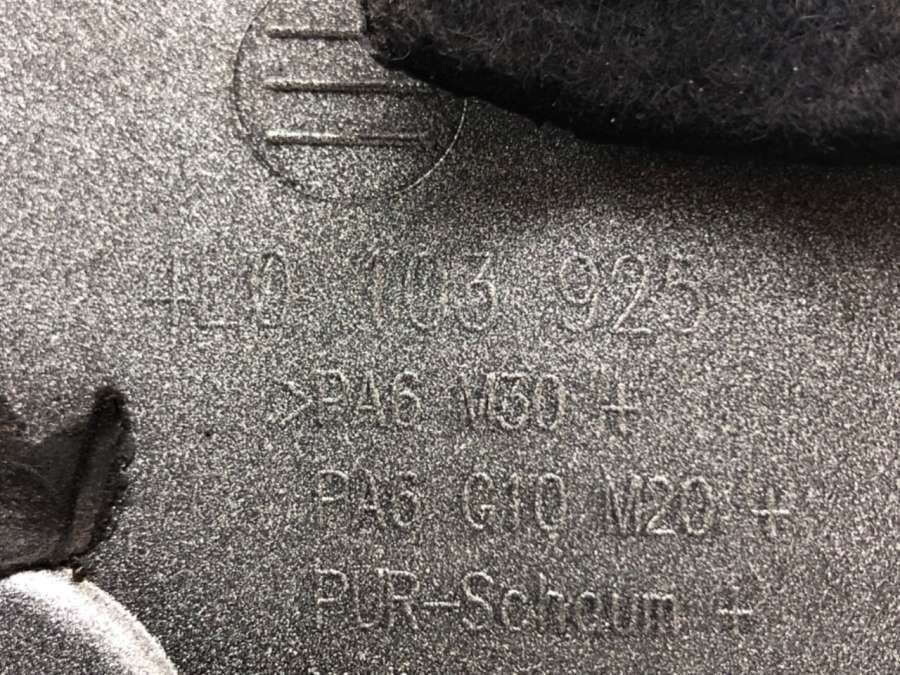 4L0 103 925
>PA6 M30 +
PA6 G10 M20 +
PUR-Schaum +